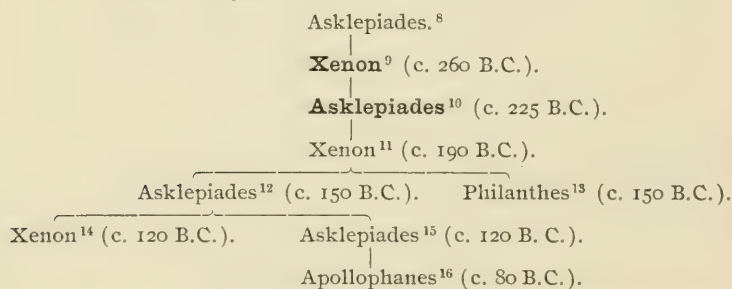 Asklepiades.⁸
Xenon⁹ (c. 260 B.C.).
Asklepiades¹⁰ (c. 225 B.C.).
Xenon¹¹ (c. 190 B.C.).
Asklepiades¹² (c. 150 B.C.). Philanthes¹³ (c. 150 B.C.).
Xenon¹⁴ (c. 120 B.C.). Asklepiades¹⁵ (c. 120 B. C.).
Apollophanes¹⁶ (c. 80 B.C.).